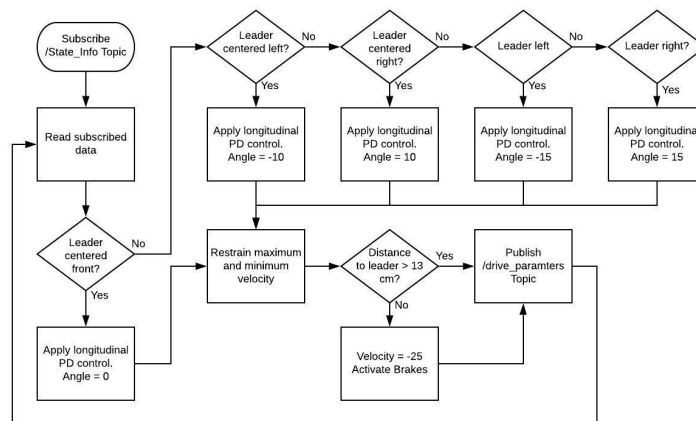 Subscribe
/State_Info Topic
Read subscribed
data
Leader
centered
front?
No
Yes
Apply longitudinal
PD control.
Angle = 0
Leader
centered left?
No
Yes
Apply longitudinal
PD control.
Angle = -10
Leader
centered
right?
No
Yes
Apply longitudinal
PD control.
Angle = 10
Leader left
No
Yes
Apply longitudinal
PD control.
Angle = -15
Leader right?
Yes
Apply longitudinal
PD control.
Angle = 15
Restrain maximum
and minimum
velocity
Distance
to leader > 13
cm?
Yes
No
Velocity = -25
Activate Brakes
Publish
/drive_paramters
Topic